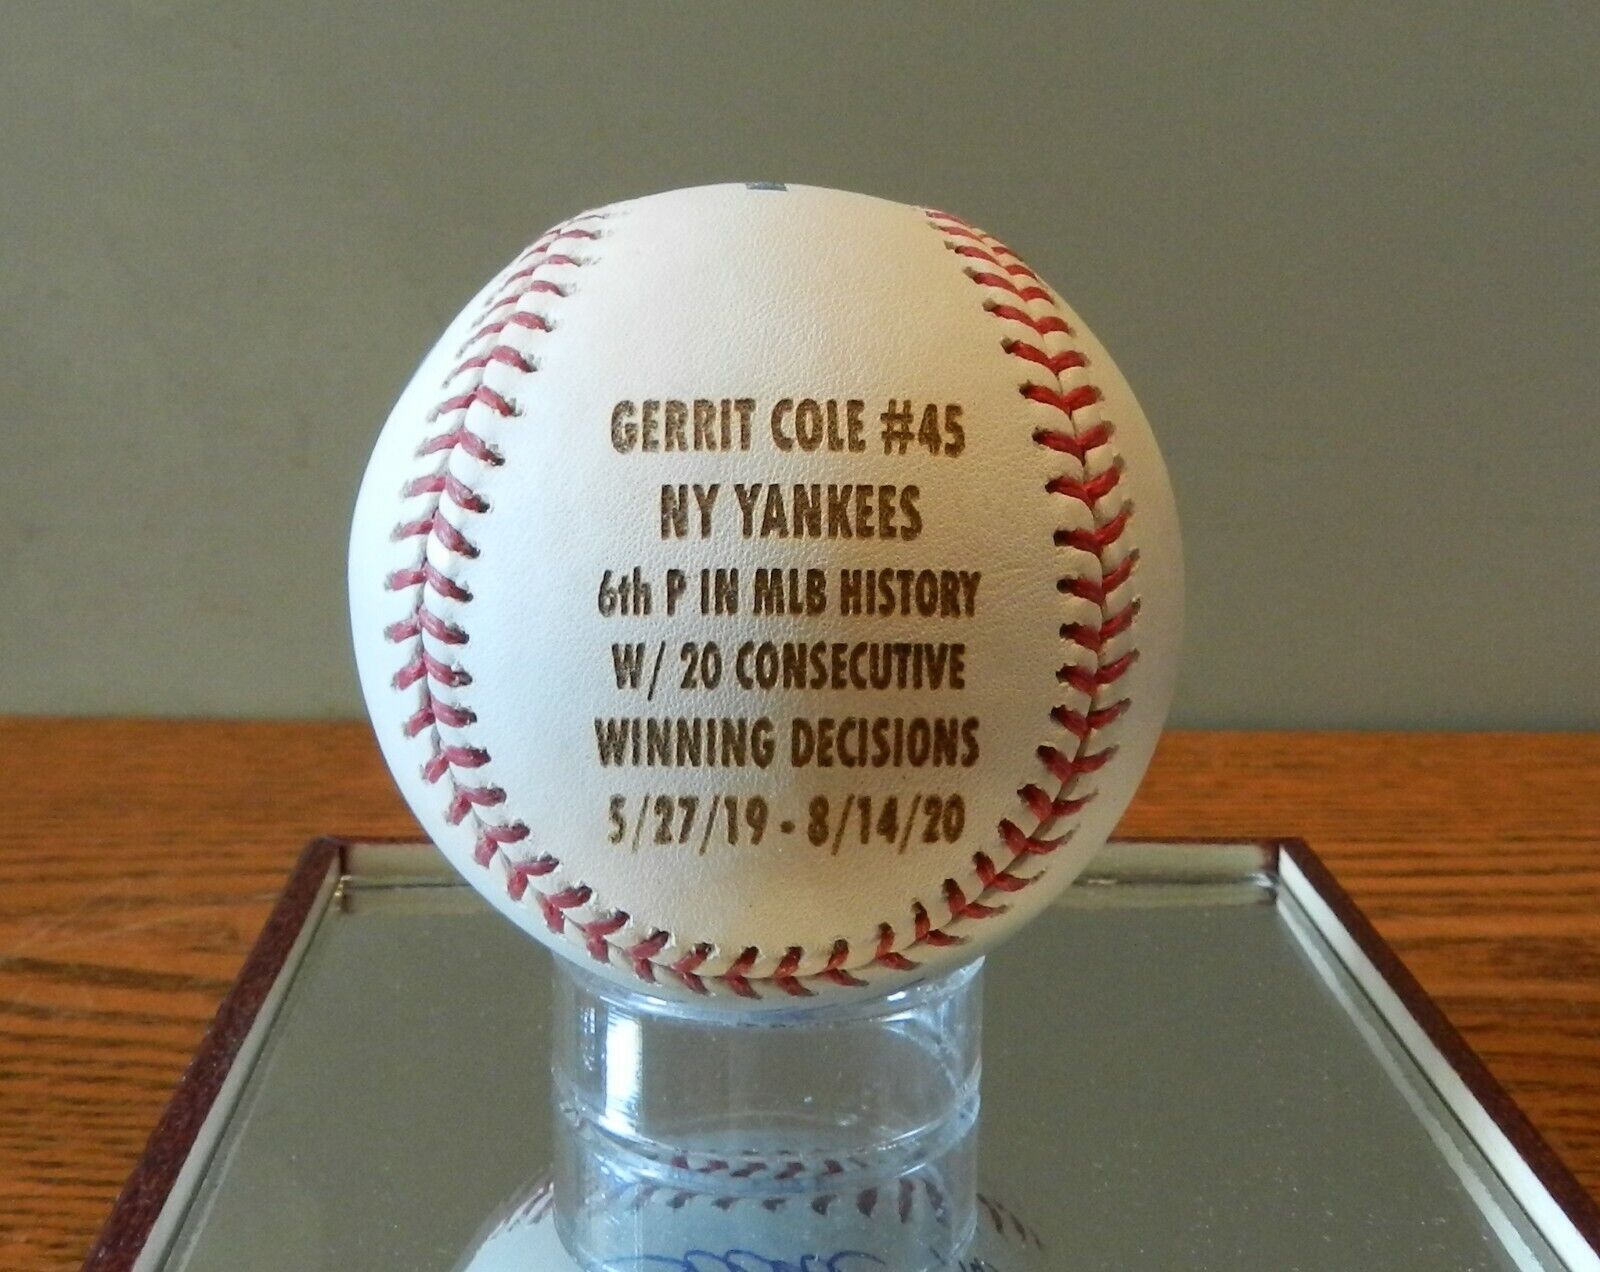 GERRIT COLE #45
NY YANKEES
6th P IN MLB HISTORY
W/ 20 CONSECUTIVE
WINNING DECISIONS
5/27/19 - 8/14/20